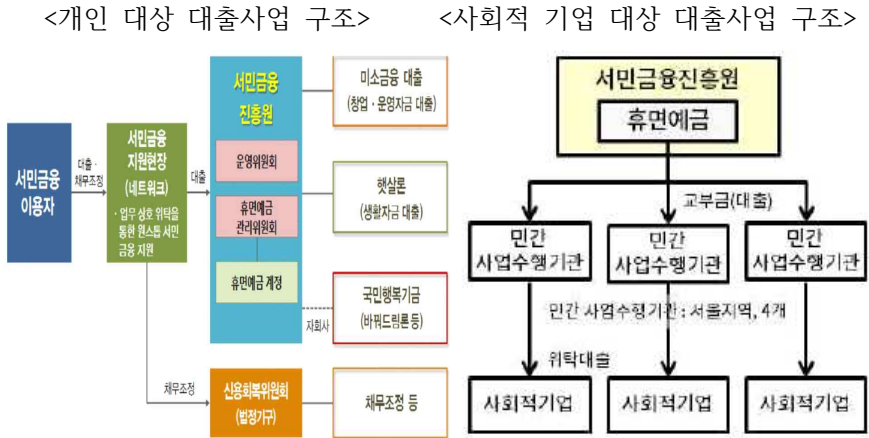 <개인 대상 대출사업 구조>
<사회적 기업 대상 대출사업 구조>
서민금융
이용자
대출·
채무조정
서민금융
지원현장
(네트워크)
· 업무 상호 위탁을
통한 원스톱 서민
금융 지원
대출
서민금융
진흥원
운영위원회
휴면예금
관리위원회
휴면예금 계정
미소금융 대출
(창업·운영자금 대출)
햇살론
(생활자금 대출)
자회사
국민행복기금
(바꿔드림론 등)
채무조정
신용회복위원회
(법정기구)
채무조정 등
서민금융진흥원
휴면예금
교부금(대출)
민간
사업수행기관
민간
사업수행기관
민간
사업수행기관
민간 사업수행기관 : 서울지역, 4개
위탁대출
사회적기업
사회적기업
사회적기업